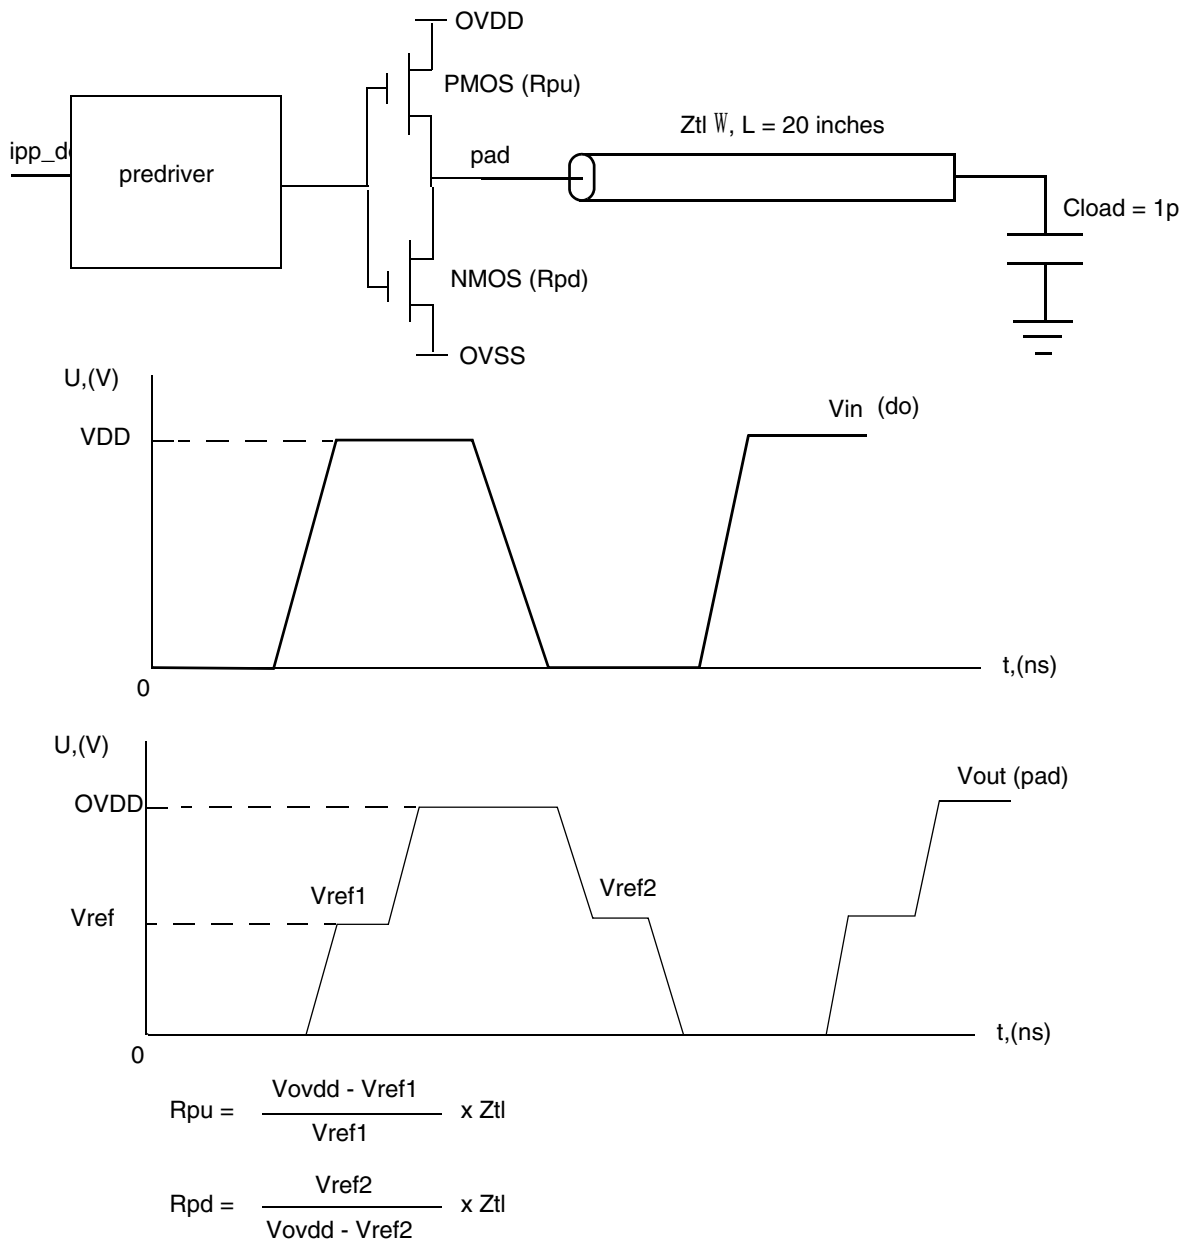 OVDD
PMOS (Rpu)
Ztl W, L = 20 inches
ipp_d
predriver
pad
Cload = 1p
NMOS (Rpd)
OVSS
U,(V)
Vin (do)
VDD
t,(ns)
0
U,(V)
Vout (pad)
OVDD
Vref1
Vref2
Vref
t,(ns)
0
Rpu = Vovdd - Vref1 x Ztl
Vref1
Rpd = Vref2 x Ztl
Vovdd - Vref2